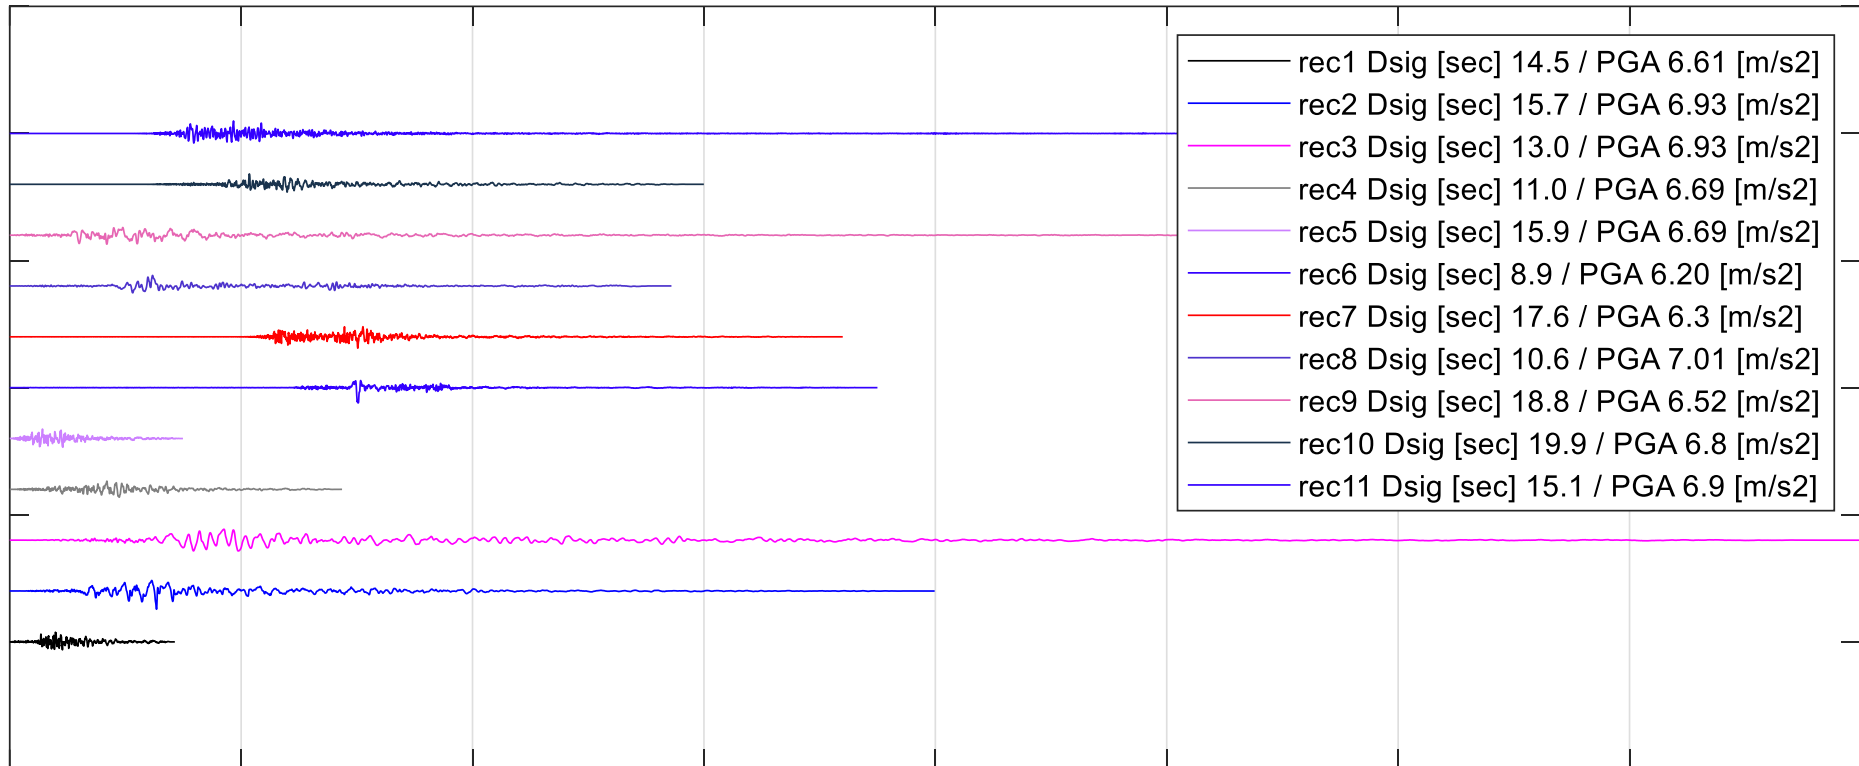 rec1 Dsig [sec] 14.5 / PGA 6.61 [m/s2]
rec2 Dsig [sec] 15.7 / PGA 6.93 [m/s2]
rec3 Dsig [sec] 13.0 / PGA 6.93 [m/s2]
rec4 Dsig [sec] 11.0 / PGA 6.69 [m/s2]
rec5 Dsig [sec] 15.9 / PGA 6.69 [m/s2]
rec6 Dsig [sec] 8.9 / PGA 6.20 [m/s2]
rec7 Dsig [sec] 17.6 / PGA 6.3 [m/s2]
rec8 Dsig [sec] 10.6 / PGA 7.01 [m/s2]
rec9 Dsig [sec] 18.8 / PGA 6.52 [m/s2]
rec10 Dsig [sec] 19.9 / PGA 6.8 [m/s2]
rec11 Dsig [sec] 15.1 / PGA 6.9 [m/s2]